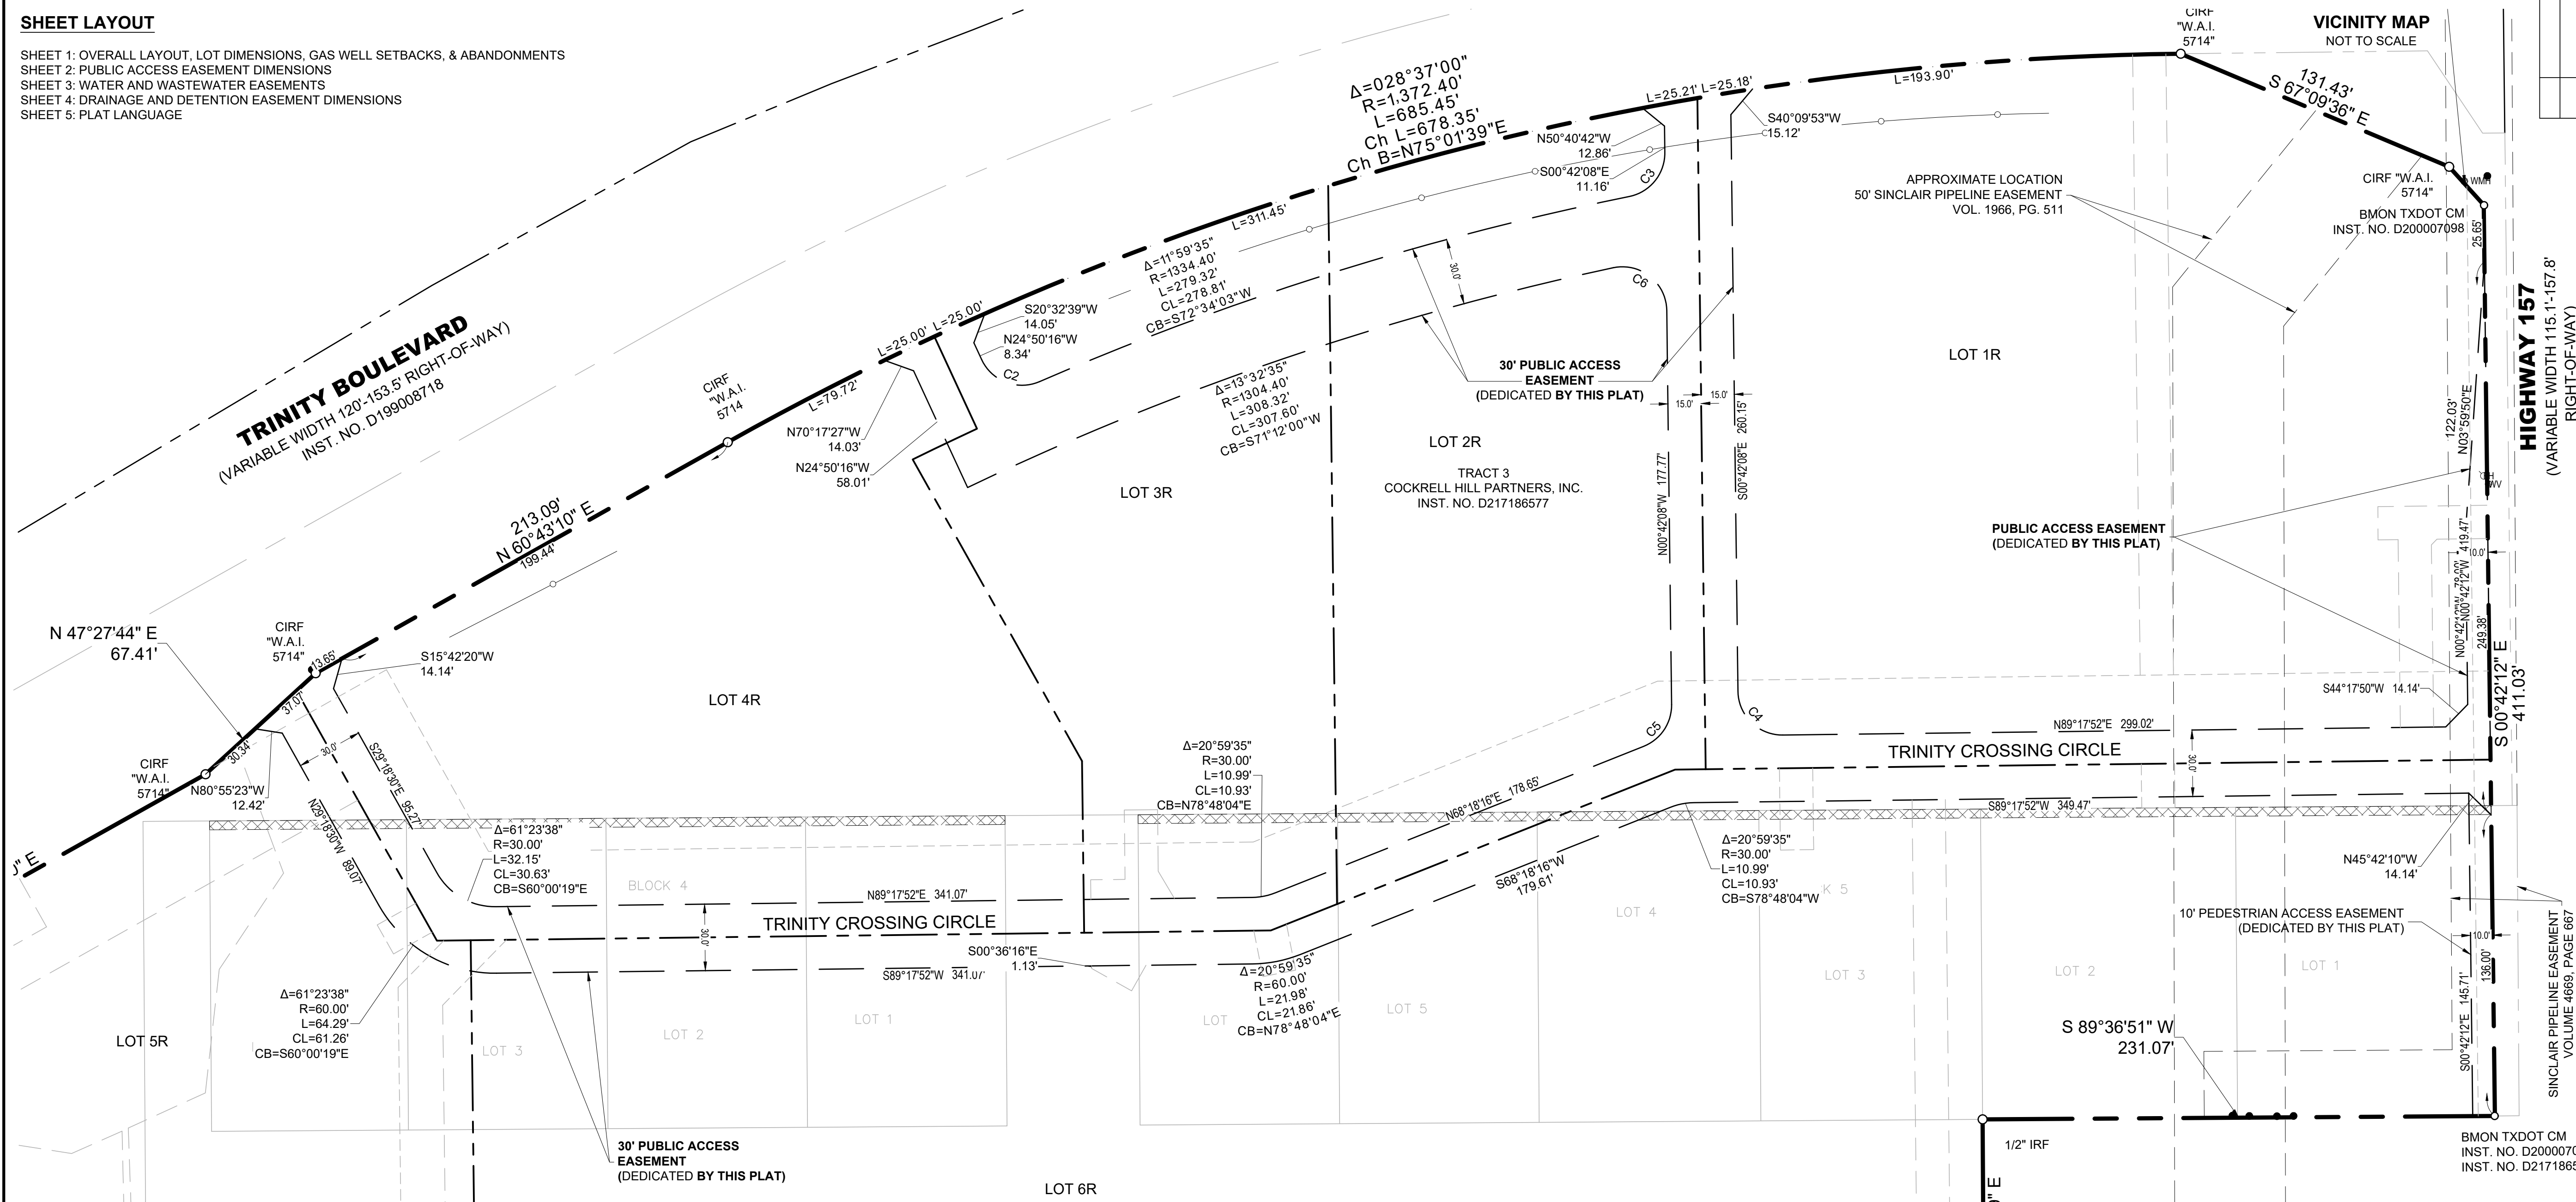 SHEET LAYOUT
SHEET 1: OVERALL LAYOUT, LOT DIMENSIONS, GAS WELL SETBACKS, & ABANDONMENTS
SHEET 2: PUBLIC ACCESS EASEMENT DIMENSIONS
SHEET 3: WATER AND WASTEWATER EASEMENTS
SHEET 4: DRAINAGE AND DETENTION EASEMENT DIMENSIONS
SHEET 5: PLAT LANGUAGE
VICINITY MAP
NOT TO SCALE
CIRF
"W.A.I.
5714"
131.43'
S 67°09'36" E
Δ=028°37'00"
R=1,372.40'
L=685.45'
Ch L=678.35'
Ch B=N75°01'39"E
L=25.21'
L=25.18'
L=193.90'
S40°09'53"W
15.12'
N50°40'42"W
12.86'
S00°42'08"E
11.16'
C3
APPROXIMATE LOCATION
50' SINCLAIR PIPELINE EASEMENT
VOL. 1966, PG. 511
CIRF "W.A.I.
5714"
WMH
BMON TXDOT CM
INST. NO. D200007098
25.65'
HIGHWAY 157
(VARIABLE WIDTH 115.1'-157.8'
RIGHT-OF-WAY)
L=311.45'
Δ=11°59'35"
R=1334.40'
L=279.32'
CL=278.81'
CB=S72°34'03"W
30.0'
C6
L=25.00'
L=25.00'
S20°32'39"W
14.05'
N24°50'16"W
8.34'
C2
TRINITY BOULEVARD
(VARIABLE WIDTH 120'-153.5' RIGHT-OF-WAY)
INST. NO. D199008718
CIRF
"W.A.I.
5714
L=79.72'
N70°17'27"W
14.03'
N24°50'16"W
58.01'
Δ=13°32'35"
R=1304.40'
L=308.32'
CL=307.60'
CB=S71°12'00"W
30' PUBLIC ACCESS
EASEMENT
(DEDICATED BY THIS PLAT)
15.0'
15.0'
LOT 1R
LOT 2R
TRACT 3
COCKRELL HILL PARTNERS, INC.
INST. NO. D217186577
LOT 3R
N00°42'08"W 177.77'
S00°42'08"E 260.15'
122.03'
N03°59'50"E
WV
PUBLIC ACCESS EASEMENT
(DEDICATED BY THIS PLAT)
N00°42'12"W 419.47'
249.38'
S 00°42'12" E
411.03'
213.09'
N 60°43'10" E
199.44'
N 47°27'44" E
67.41'
CIRF
"W.A.I.
5714"
13.65'
S15°42'20"W
14.14'
37.07'
30.34'
CIRF
"W.A.I.
5714"
N80°55'23"W
12.42'
30.0'
S29°18'30"E 95.27'
N29°18'30"W 89.07'
LOT 4R
S44°17'50"W 14.14'
N89°17'52"E 299.02'
C4
C5
TRINITY CROSSING CIRCLE
30.0'
S89°17'52"W 349.47'
Δ=20°59'35"
R=30.00'
L=10.99'
CL=10.93'
CB=N78°48'04"E
N68°18'16"E 178.65'
S68°18'16"W
179.61'
Δ=20°59'35"
R=30.00'
L=10.99'
CL=10.93'
CB=S78°48'04"W
Δ=61°23'38"
R=30.00'
L=32.15'
CL=30.63'
CB=S60°00'19"E
BLOCK 4
N89°17'52"E 341.07'
TRINITY CROSSING CIRCLE
30.0'
S89°17'52"W 341.07'
S00°36'16"E
1.13'
Δ=20°59'35"
R=60.00'
L=21.98'
CL=21.86'
CB=N78°48'04"E
Δ=61°23'38"
R=60.00'
L=64.29'
CL=61.26'
CB=S60°00'19"E
K 5
LOT 4
LOT 3
LOT 2
LOT 1
LOT 5
LOT
LOT 1
LOT 2
LOT 3
LOT 5R
N45°42'10"W
14.14'
10' PEDESTRIAN ACCESS EASEMENT
(DEDICATED BY THIS PLAT)
10.0'
136.00'
S00°42'12"E 145.71'
SINCLAIR PIPELINE EASEMENT
VOLUME 4669, PAGE 667
S 89°36'51" W
231.07'
30' PUBLIC ACCESS
EASEMENT
(DEDICATED BY THIS PLAT)
LOT 6R
1/2" IRF
BMON TXDOT CM